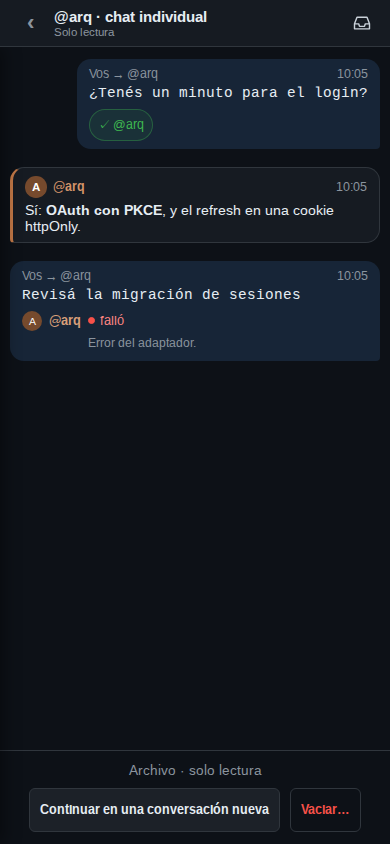 ‹ @arq · chat individual
Solo lectura
Vos → @arq 10:05
¿Tenés un minuto para el login?
✓ @arq
A @arq 10:05
Sí: OAuth con PKCE, y el refresh en una cookie
httpOnly.
Vos → @arq 10:05
Revisá la migración de sesiones
A @arq falló
Error del adaptador.
Archivo · solo lectura
Continuar en una conversación nueva Vaciar…